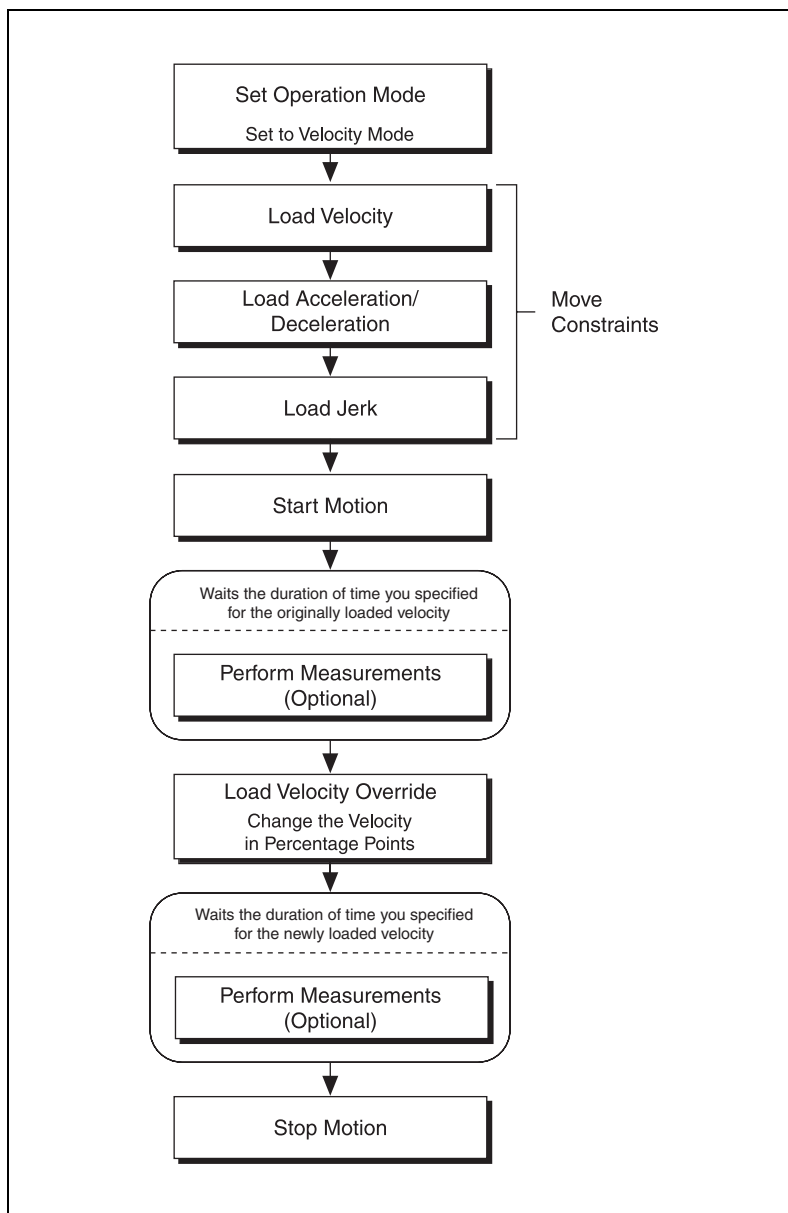 Set Operation Mode
Set to Velocity Mode
Load Velocity
Load Acceleration/
Deceleration
Load Jerk
Move
Constraints
Start Motion
Waits the duration of time you specified
for the originally loaded velocity
Perform Measurements
(Optional)
Load Velocity Override
Change the Velocity
in Percentage Points
Waits the duration of time you specified
for the newly loaded velocity
Perform Measurements
(Optional)
Stop Motion